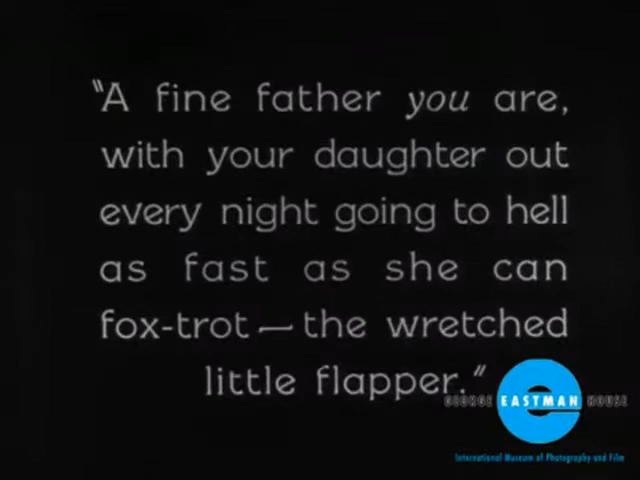 "A fine father you are,
with your daughter out
every night going to hell
as fast as she can
fox-trot — the wretched
little flapper."
GEORGE EASTMAN HOUSE
International Museum of Photography and Film